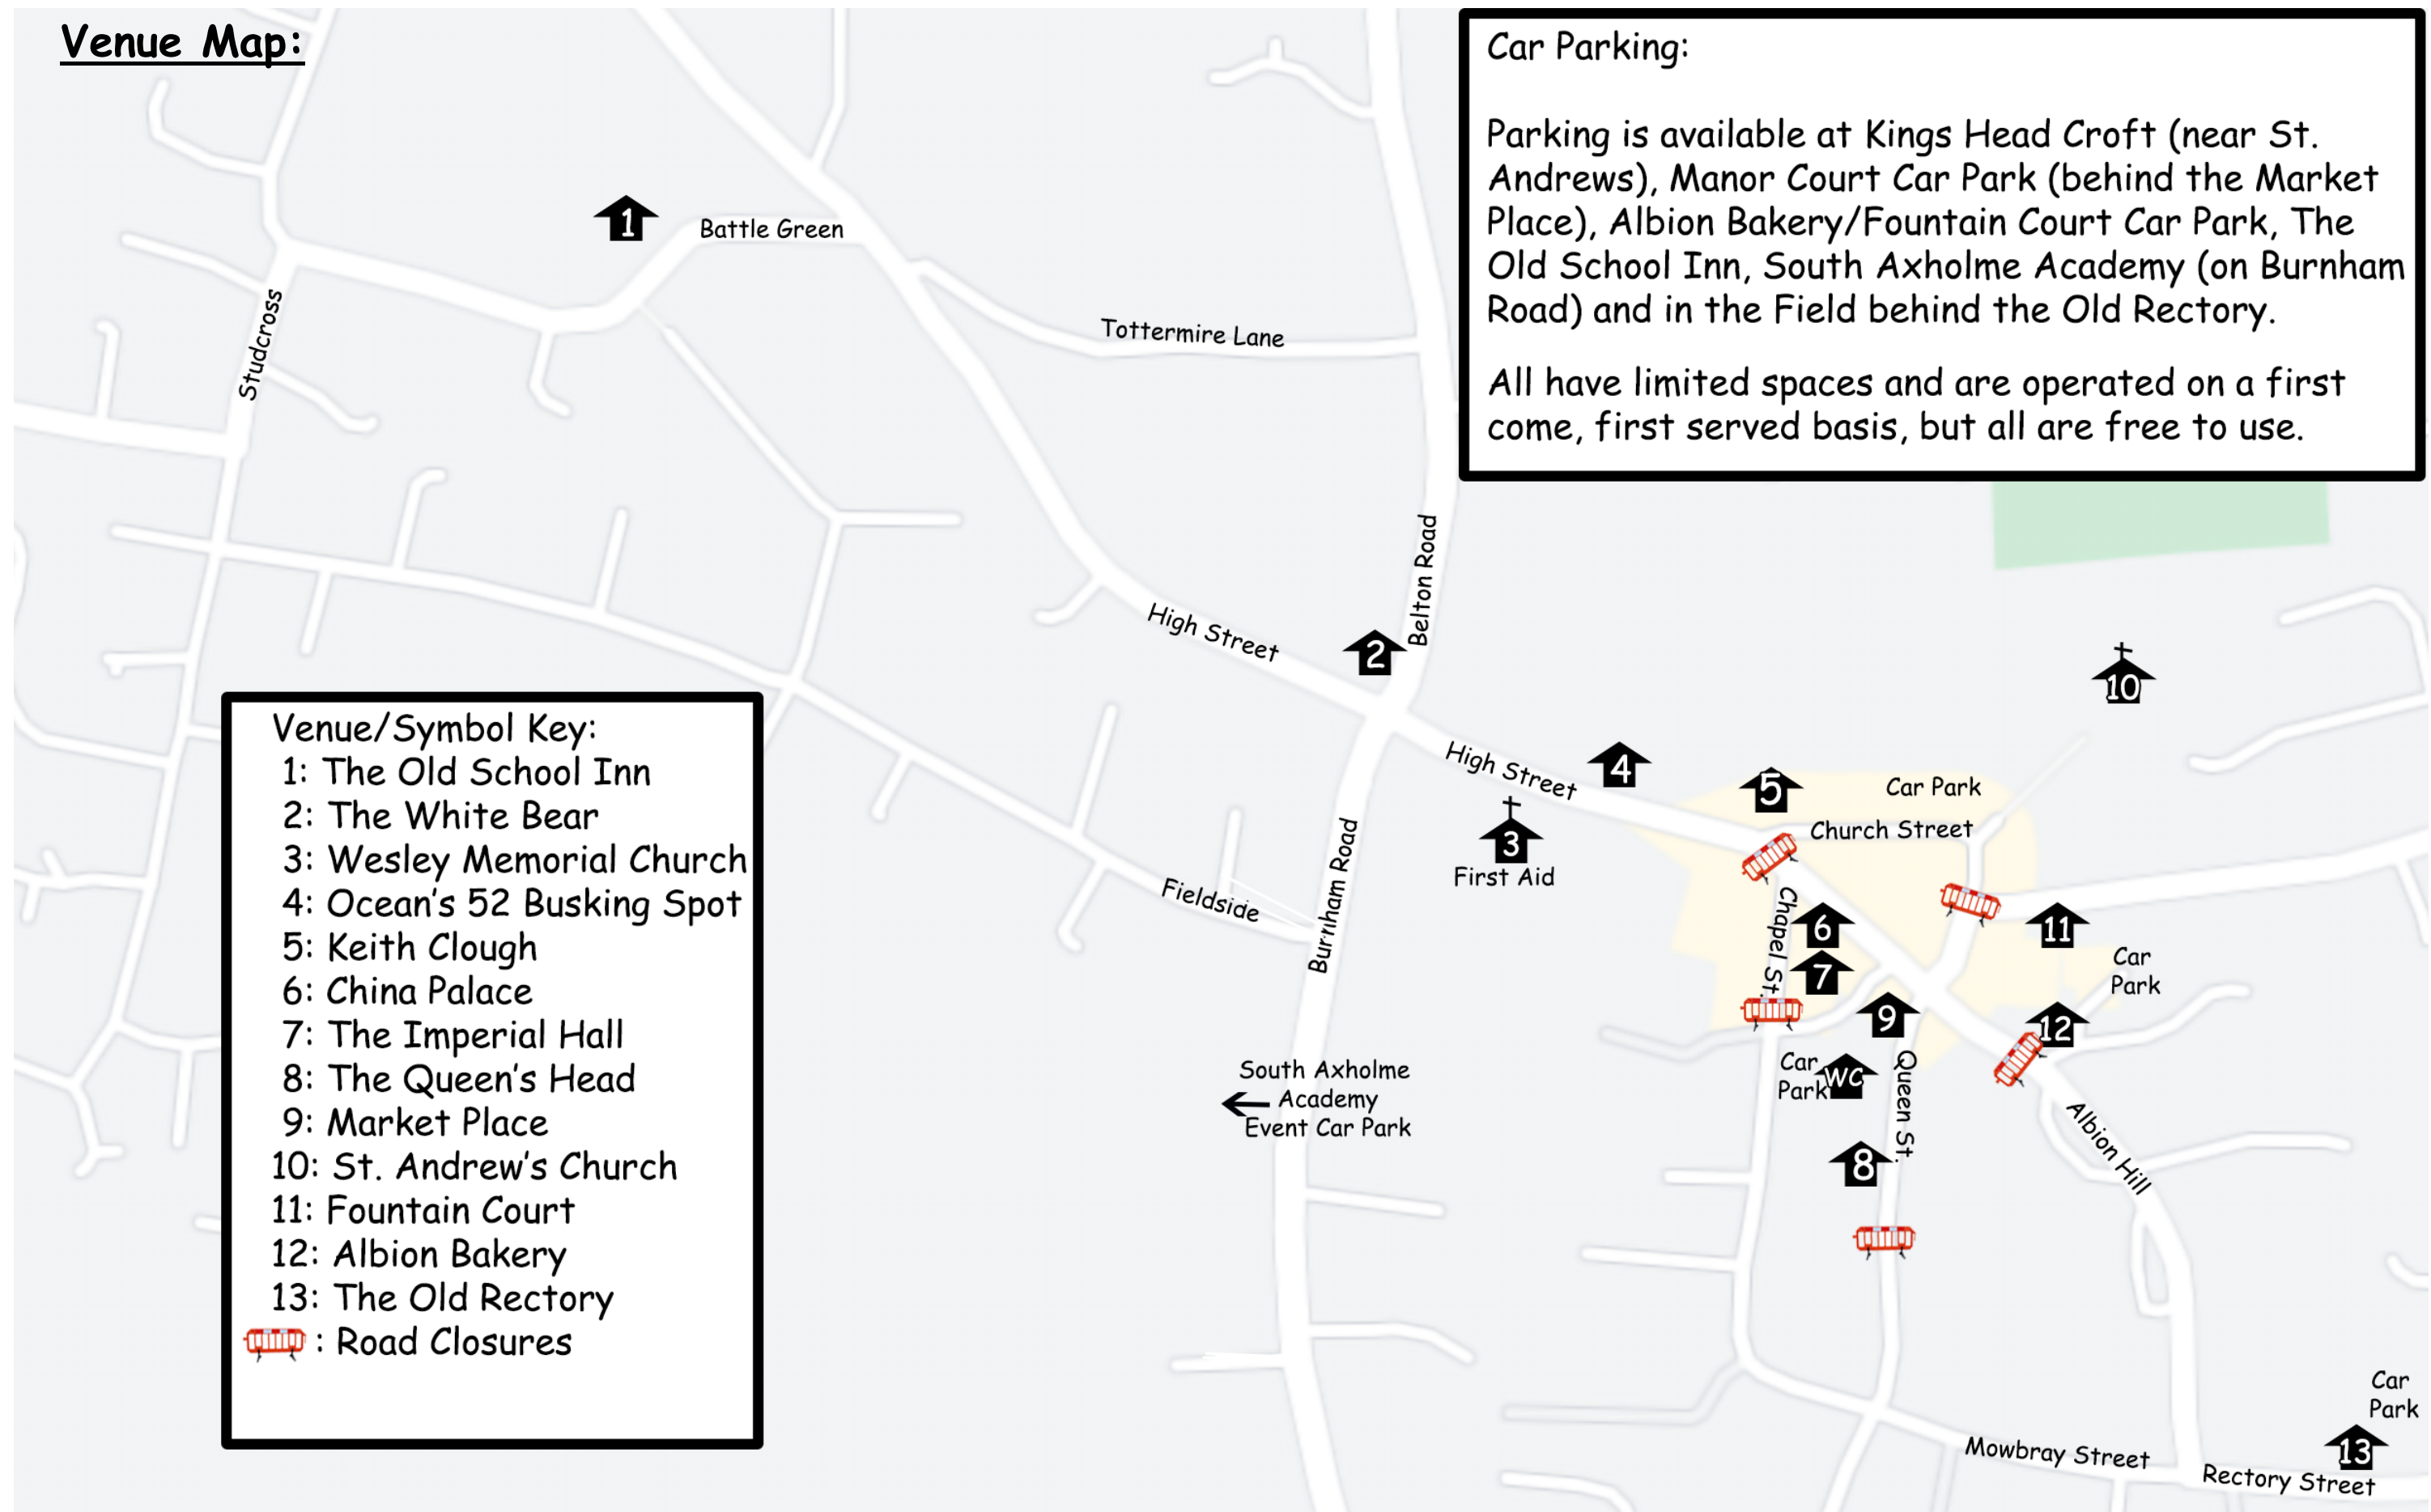 Venue Map:
Car Parking:
Parking is available at Kings Head Croft (near St.
Andrews), Manor Court Car Park (behind the Market
Place), Albion Bakery/Fountain Court Car Park, The
Old School Inn, South Axholme Academy (on Burnham
Road) and in the Field behind the Old Rectory.
All have limited spaces and are operated on a first
come, first served basis, but all are free to use.
1
Battle Green
Studcross
Tottermire Lane
Belton Road
High Street
2
10
High Street
4
5
Car Park
Church Street
3
First Aid
Chapel St.
6
11
7
Car
Park
Fieldside
Burnham Road
9
12
Car
Park
WC
Queen St.
South Axholme
Academy
Event Car Park
8
Albion Hill
Car
Park
13
Mowbray Street
Rectory Street
Venue/Symbol Key:
1: The Old School Inn
2: The White Bear
3: Wesley Memorial Church
4: Ocean's 52 Busking Spot
5: Keith Clough
6: China Palace
7: The Imperial Hall
8: The Queen's Head
9: Market Place
10: St. Andrew's Church
11: Fountain Court
12: Albion Bakery
13: The Old Rectory
: Road Closures